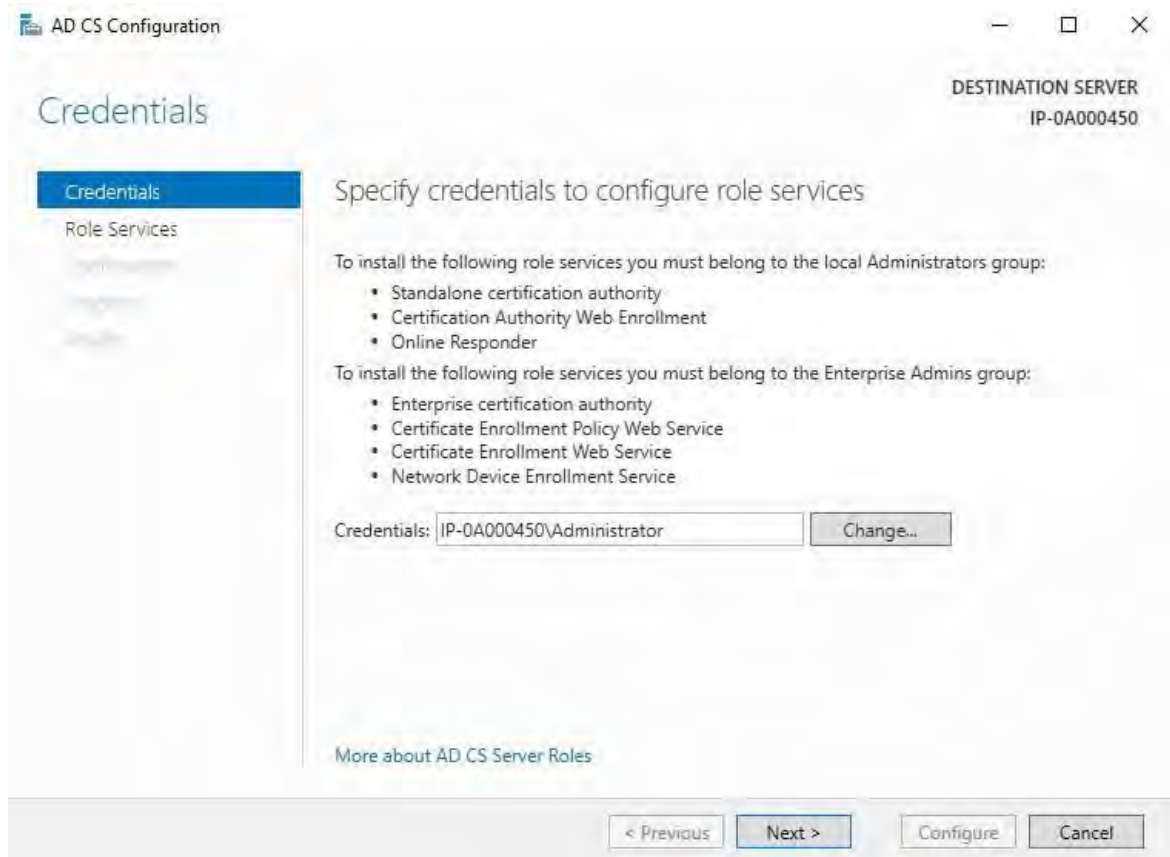 AD CS Configuration
DESTINATION SERVER
IP-0A000450
Credentials
Credentials
Role Services
Specify credentials to configure role services
To install the following role services you must belong to the local Administrators group:
• Standalone certification authority
• Certification Authority Web Enrollment
• Online Responder
To install the following role services you must belong to the Enterprise Admins group:
• Enterprise certification authority
• Certificate Enrollment Policy Web Service
• Certificate Enrollment Web Service
• Network Device Enrollment Service
Credentials: IP-0A000450\Administrator Change...
More about AD CS Server Roles
< Previous Next > Configure Cancel